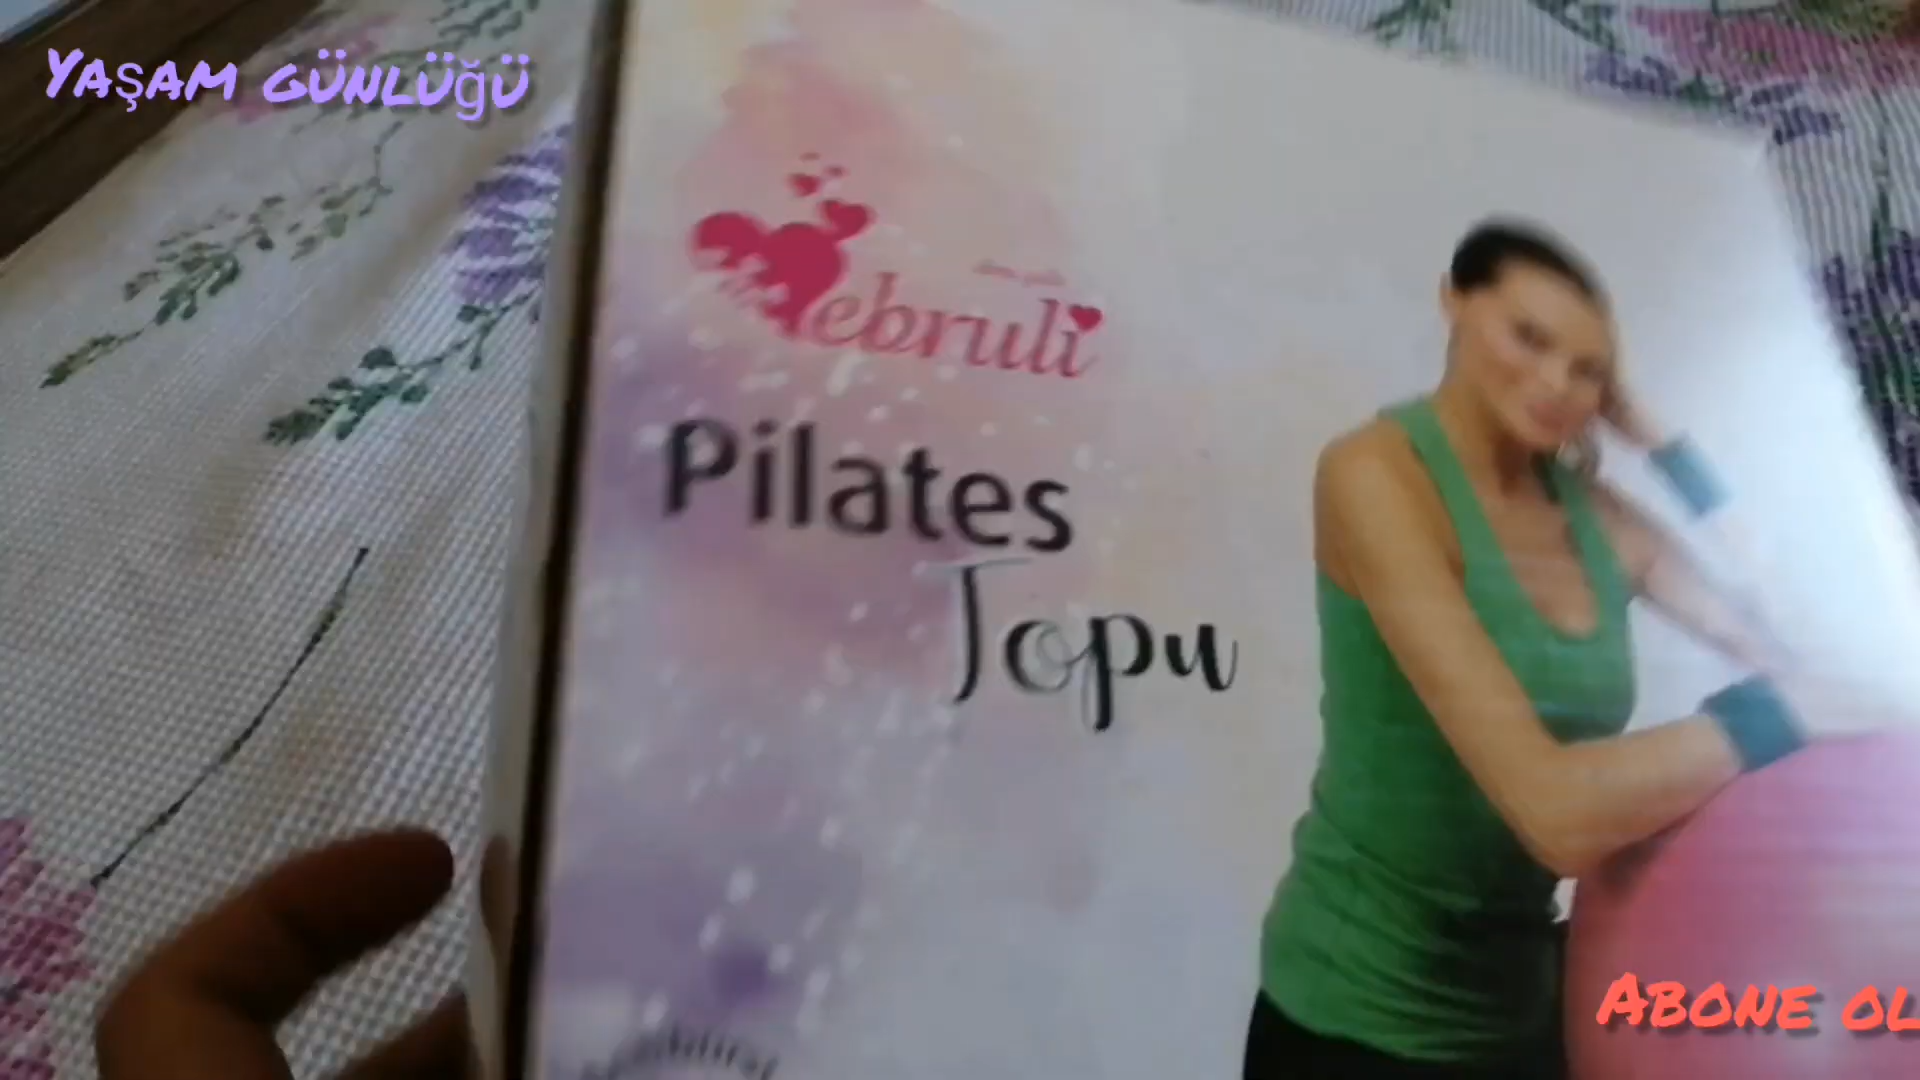 Yaşam günlüğü
ebruli
Pilates
Topu
Abone ol